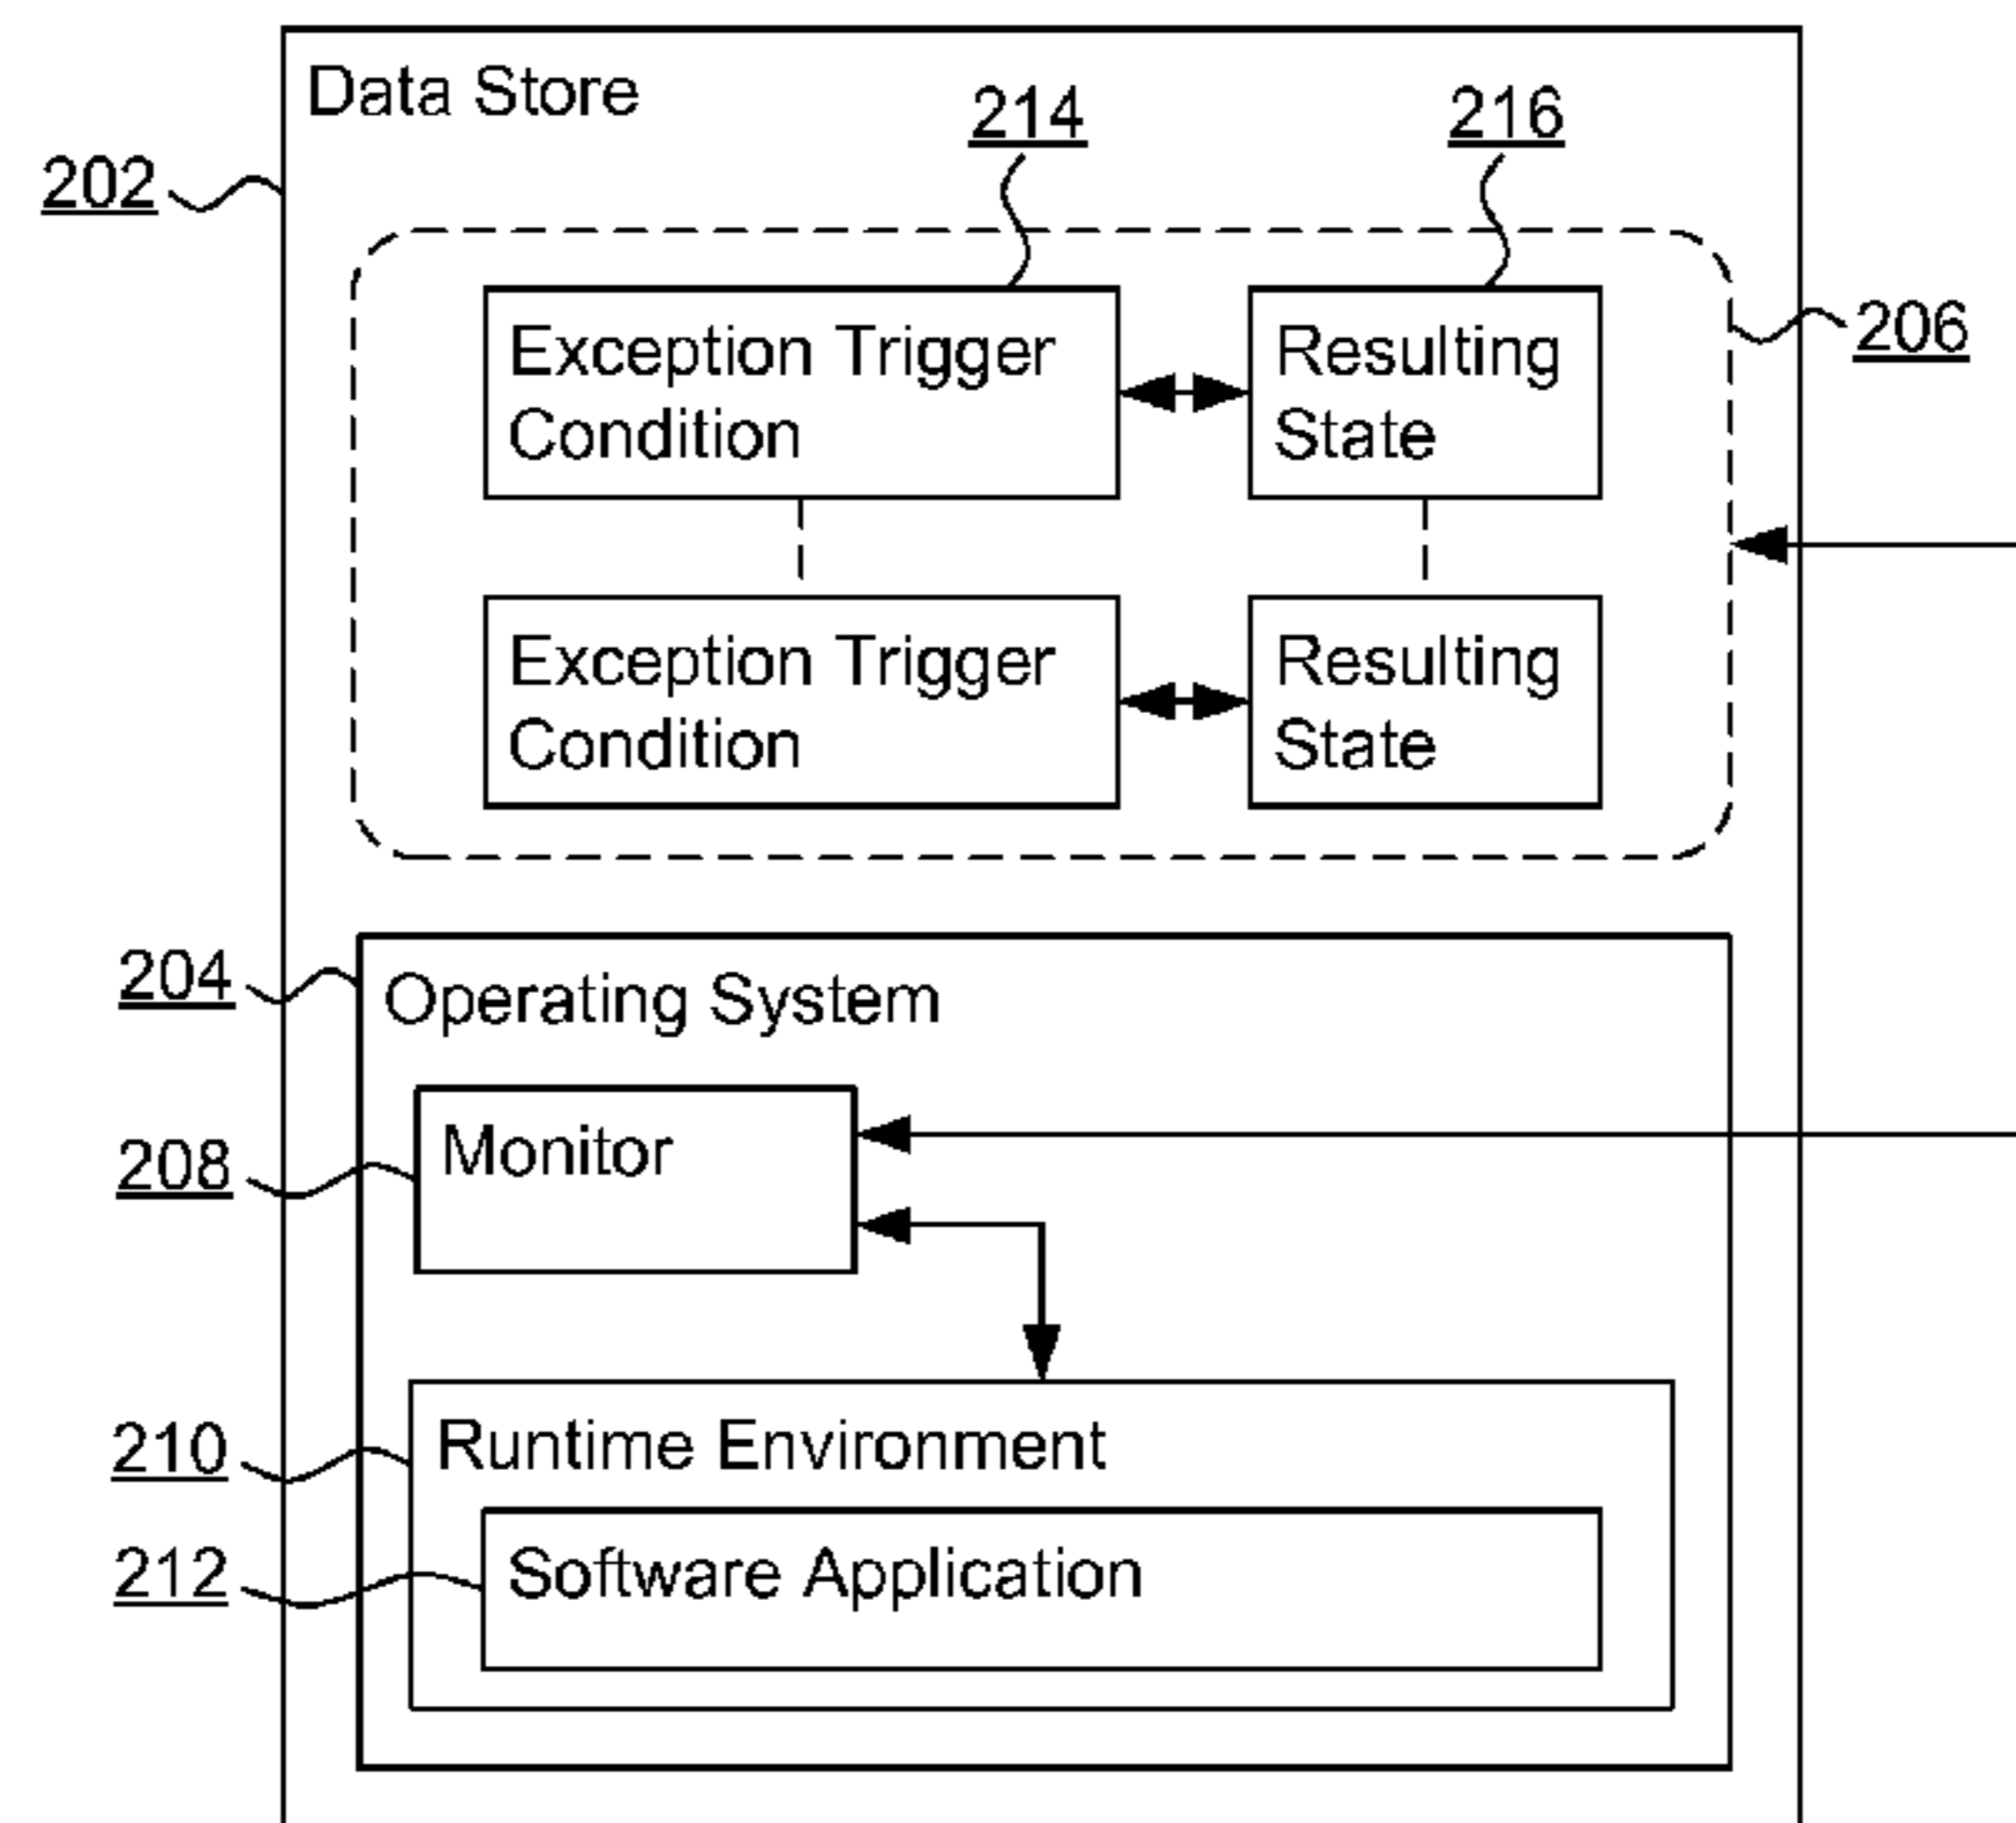 Data Store
214
216
202
206
Exception Trigger
Condition
Resulting
State
Exception Trigger
Condition
Resulting
State
204
Operating System
208
Monitor
210
Runtime Environment
212
Software Application